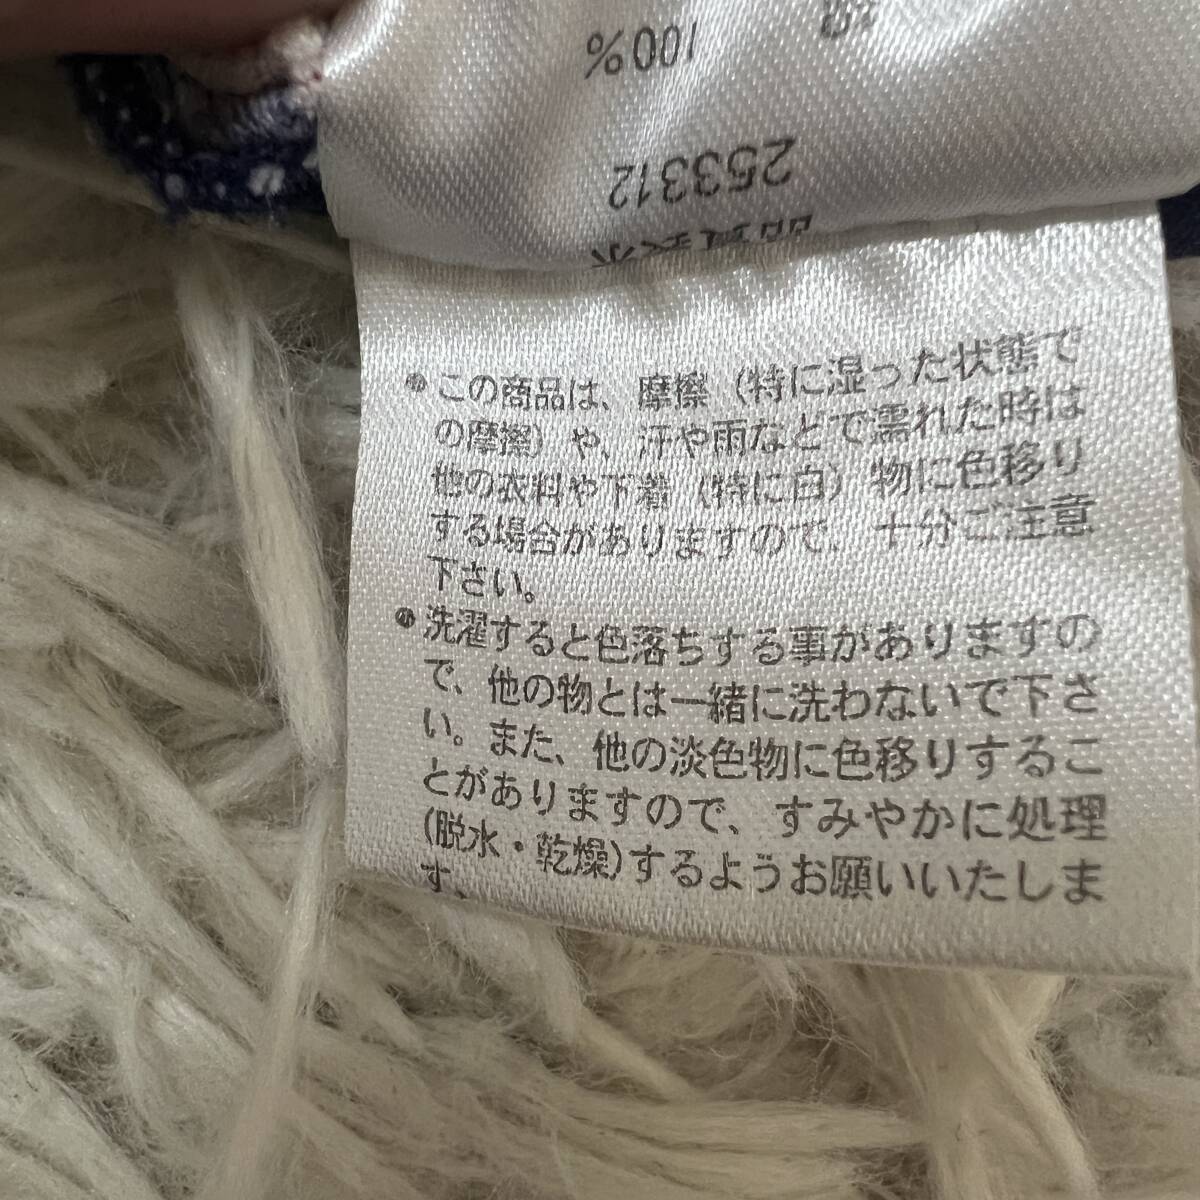 100%
253312
品質表示
・この商品は、摩擦（特に湿った状態で
の摩擦）や、汗や雨などで濡れた時は
他の衣料や下着（特に白）物に色移り
する場合がありますので、十分ご注意
下さい。
・洗濯すると色落ちする事がありますの
で、他の物とは一緒に洗わないで下さ
い。また、他の淡色物に色移りするこ
とがありますので、すみやかに処理
(脱水・乾燥)するようお願いいたしま
す。